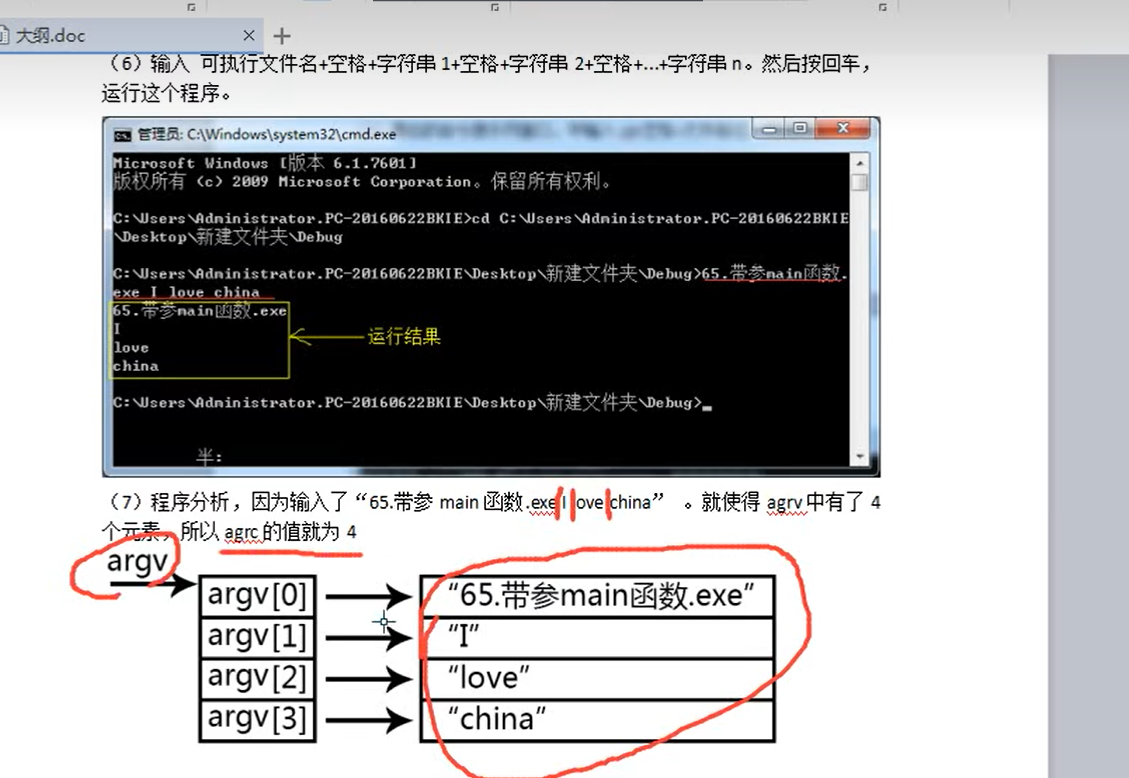 大纲.doc
（6）输入 可执行文件名+空格+字符串1+空格+字符串2+空格+...+字符串n。然后按回车，
运行这个程序。
管理员: C:\Windows\system32\cmd.exe
Microsoft Windows [版本 6.1.7601]
版权所有 (c) 2009 Microsoft Corporation。保留所有权利。
C:\Users\Administrator.PC-20160622BKIE>cd C:\Users\Administrator.PC-20160622BKIE
\Desktop\新建文件夹\Debug
C:\Users\Administrator.PC-20160622BKIE\Desktop\新建文件夹\Debug>65.带参main函数.
exe I love china
65.带参main函数.exe
I
love
china
运行结果
C:\Users\Administrator.PC-20160622BKIE\Desktop\新建文件夹\Debug>
半:
（7）程序分析，因为输入了“65.带参 main 函数.exe I love china” 。就使得 agrv 中有了 4
个元素，所以 agrc 的值就为 4
argv
argv[0] “65.带参main函数.exe”
argv[1] “I”
argv[2] “love”
argv[3] “china”